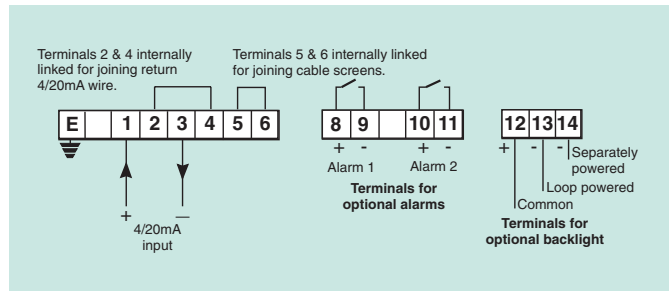 Terminals 2 & 4 internally
linked for joining return
4/20mA wire.
Terminals 5 & 6 internally linked
for joining cable screens.
E 1 2 3 4 5 6
8 9 10 11
12 13 14
+ -
Alarm 1
+ -
Alarm 2
Terminals for
optional alarms
+ - -
Separately
powered
Loop powered
Common
Terminals for
optional backlight
+ —
4/20mA
input